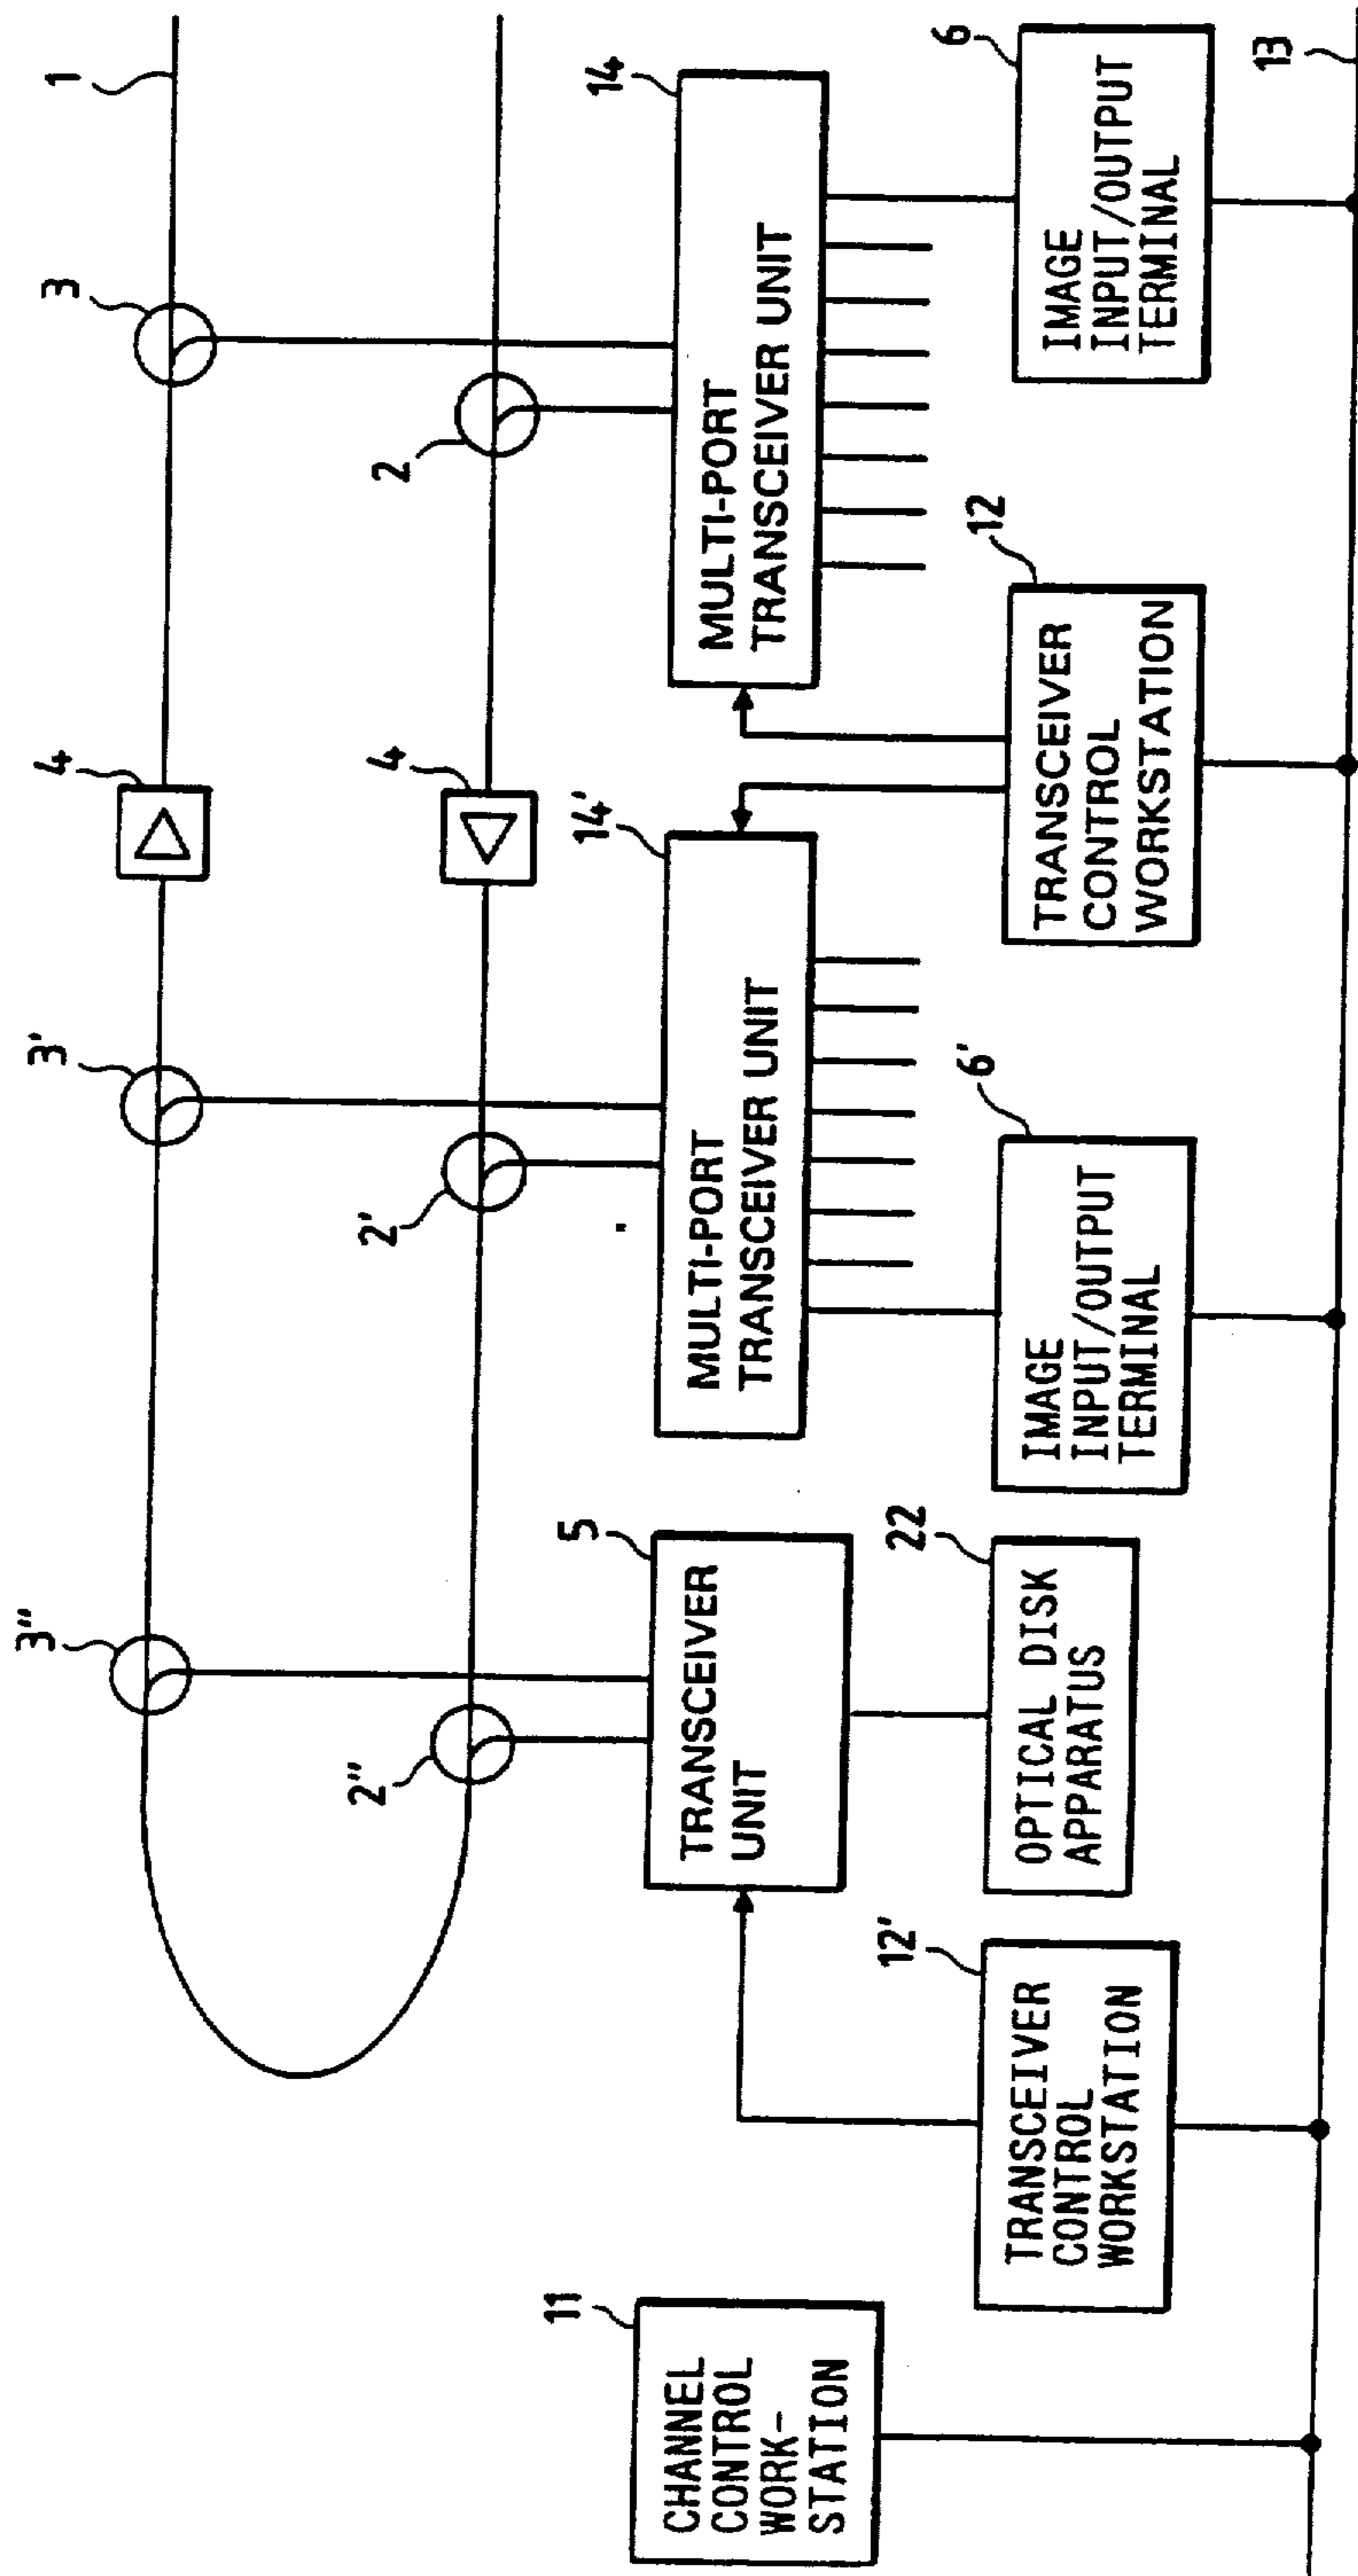 1
3
3'
3"
4
4
2
2'
2"
CHANNEL
CONTROL
WORK-
STATION
11
TRANSCEIVER
UNIT
5
MULTI-PORT
TRANSCEIVER UNIT
14'
MULTI-PORT
TRANSCEIVER UNIT
14
TRANSCEIVER
CONTROL
WORKSTATION
12'
OPTICAL DISK
APPARATUS
22
IMAGE
INPUT/OUTPUT
TERMINAL
6'
TRANSCEIVER
CONTROL
WORKSTATION
12
IMAGE
INPUT/OUTPUT
TERMINAL
6
13